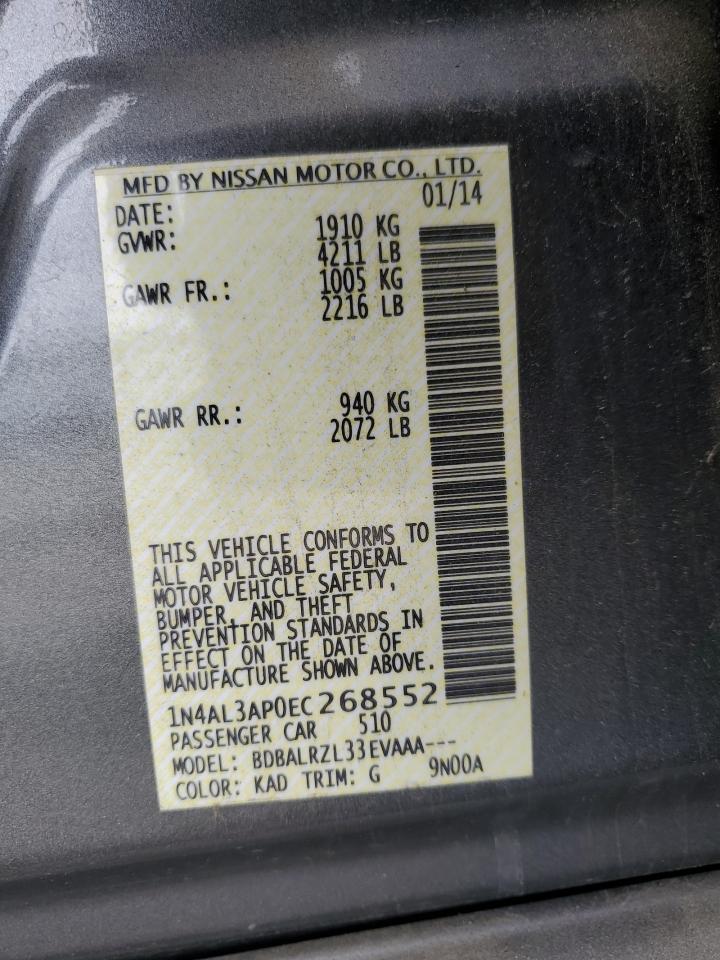 MFD BY NISSAN MOTOR CO., LTD.
DATE: 01/14
GVWR: 1910 KG
4211 LB
GAWR FR.: 1005 KG
2216 LB
GAWR RR.: 940 KG
2072 LB
THIS VEHICLE CONFORMS TO
ALL APPLICABLE FEDERAL
MOTOR VEHICLE SAFETY,
BUMPER, AND THEFT
PREVENTION STANDARDS IN
EFFECT ON THE DATE OF
MANUFACTURE SHOWN ABOVE.
1N4AL3AP0EC268552
PASSENGER CAR 510
MODEL: BDBALRZL33EVAAA---
COLOR: KAD TRIM: G 9N00A